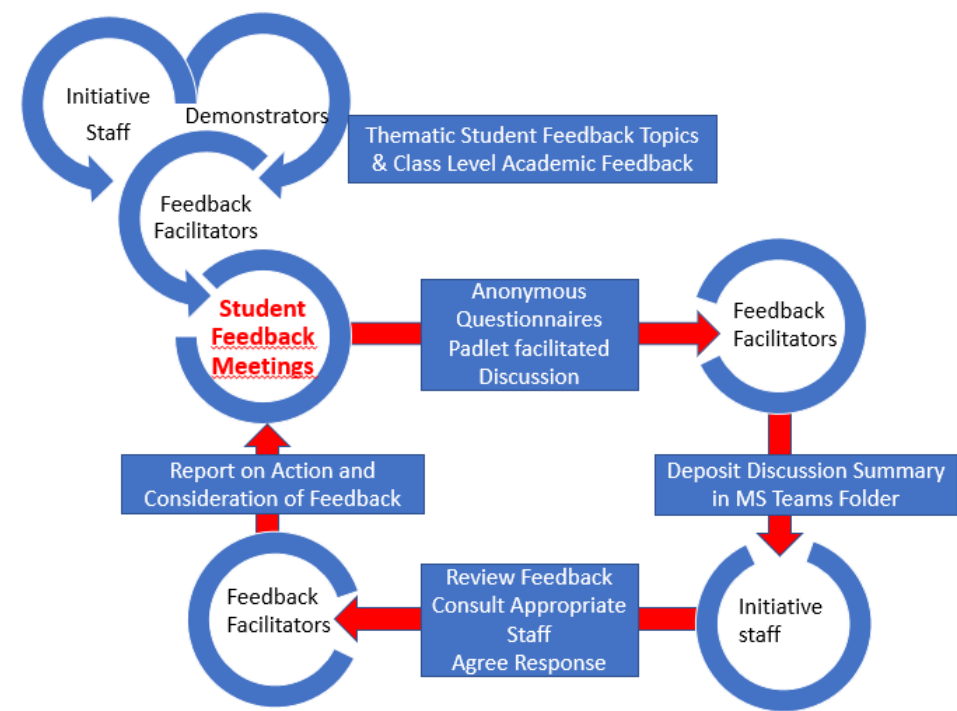 Initiative
Staff
Demonstrators
Thematic Student Feedback Topics
& Class Level Academic Feedback
Feedback
Facilitators
Student
Feedback
Meetings
Anonymous
Questionnaires
Padlet facilitated
Discussion
Feedback
Facilitators
Report on Action and
Consideration of Feedback
Deposit Discussion Summary
in MS Teams Folder
Feedback
Facilitators
Review Feedback
Consult Appropriate
Staff
Agree Response
Initiative
staff